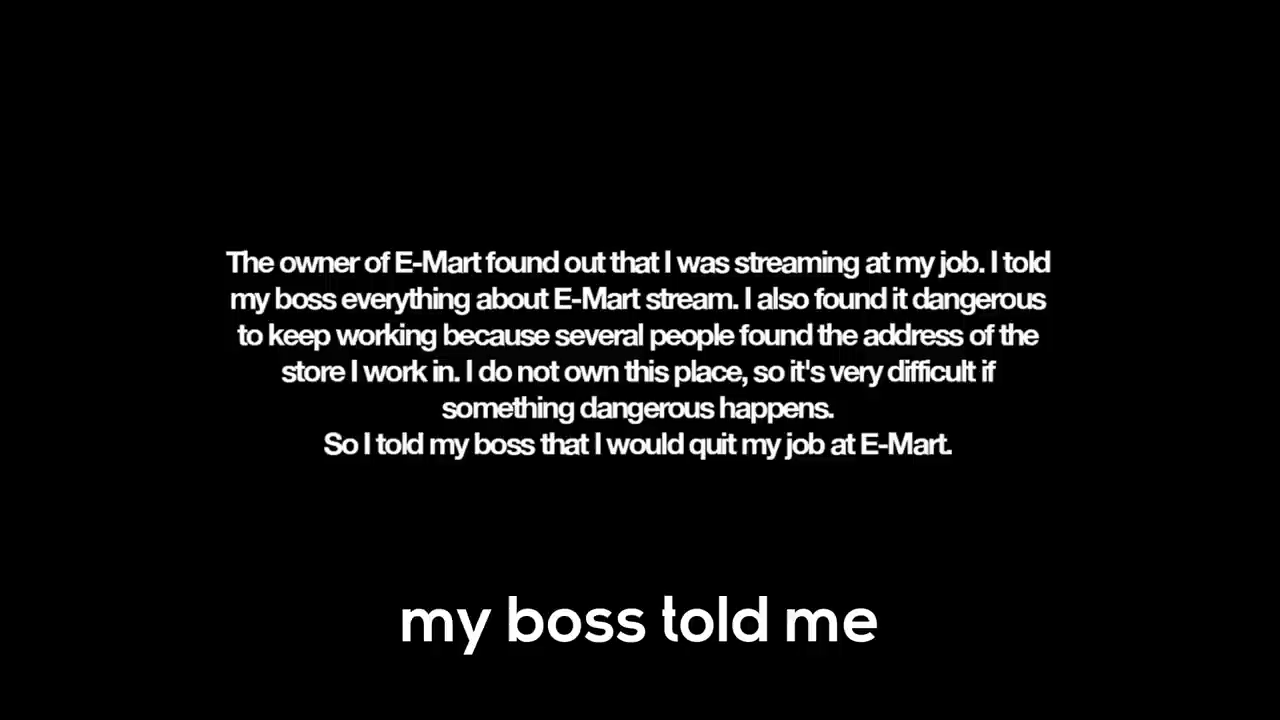 The owner of E-Mart found out that I was streaming at my job. I told
my boss everything about E-Mart stream. I also found it dangerous
to keep working because several people found the address of the
store I work in. I do not own this place, so it's very difficult if
something dangerous happens.
So I told my boss that I would quit my job at E-Mart.
my boss told me